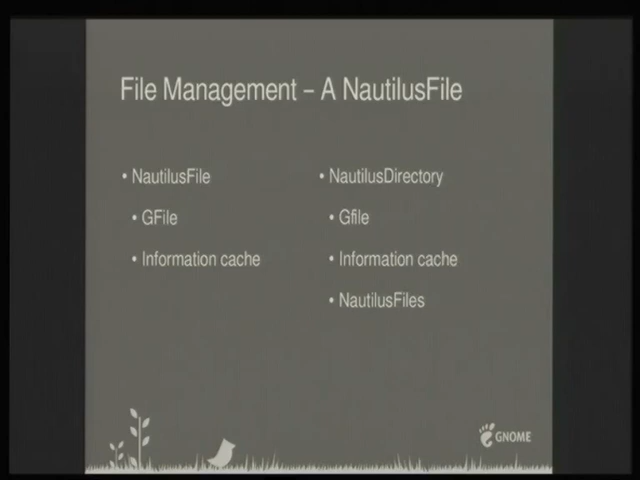 File Management – A NautilusFile
• NautilusFile
• GFile
• Information cache
• NautilusDirectory
• Gfile
• Information cache
• NautilusFiles
GNOME